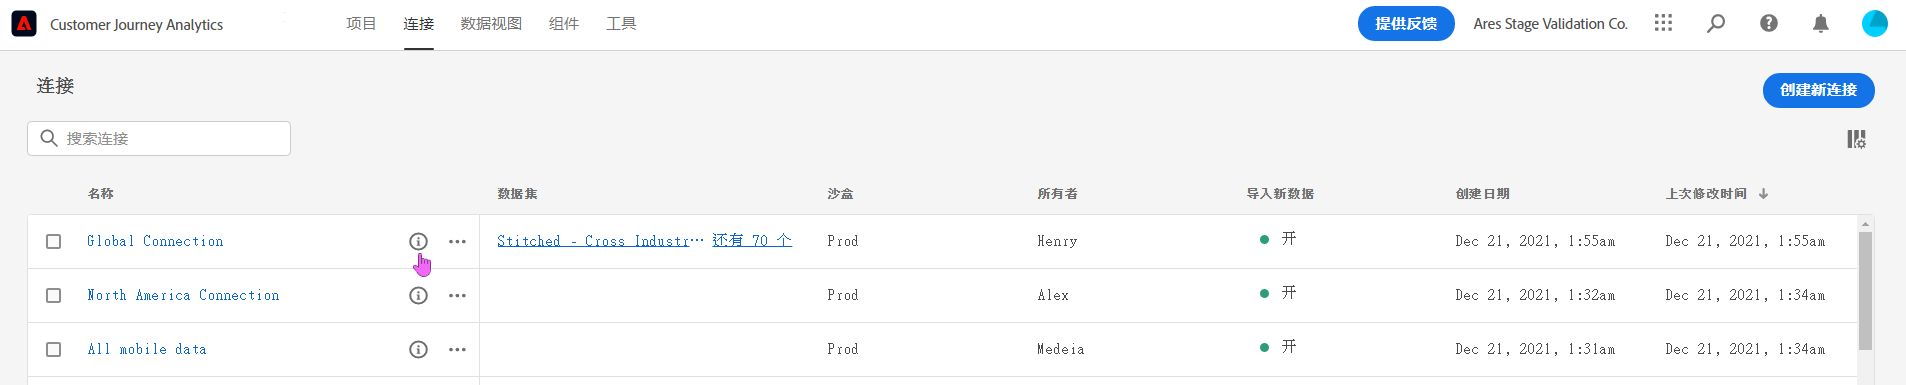 Customer Journey Analytics 项目 连接 数据视图 组件 工具 提供反馈 Ares Stage Validation Co.
连接
创建新连接
搜索连接
名称 数据集 沙盒 所有者 导入新数据 创建日期 上次修改时间
Global Connection Stitched - Cross Industr… 还有 70 个 Prod Henry 开 Dec 21, 2021, 1:55am Dec 21, 2021, 1:55am
North America Connection Prod Alex 开 Dec 21, 2021, 1:32am Dec 21, 2021, 1:34am
All mobile data Prod Medeia 开 Dec 21, 2021, 1:31am Dec 21, 2021, 1:34am